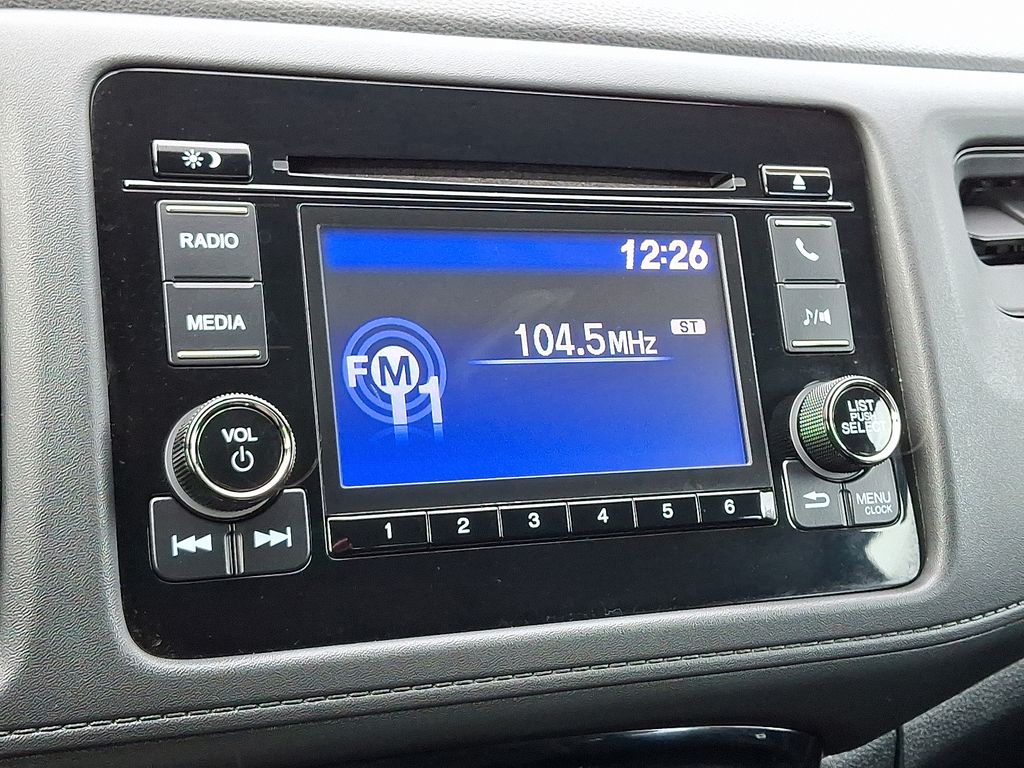 RADIO
MEDIA
VOL
12:26
104.5MHz ST
FM
1
1 2 3 4 5 6
LIST
PUSH
SELECT
MENU
CLOCK